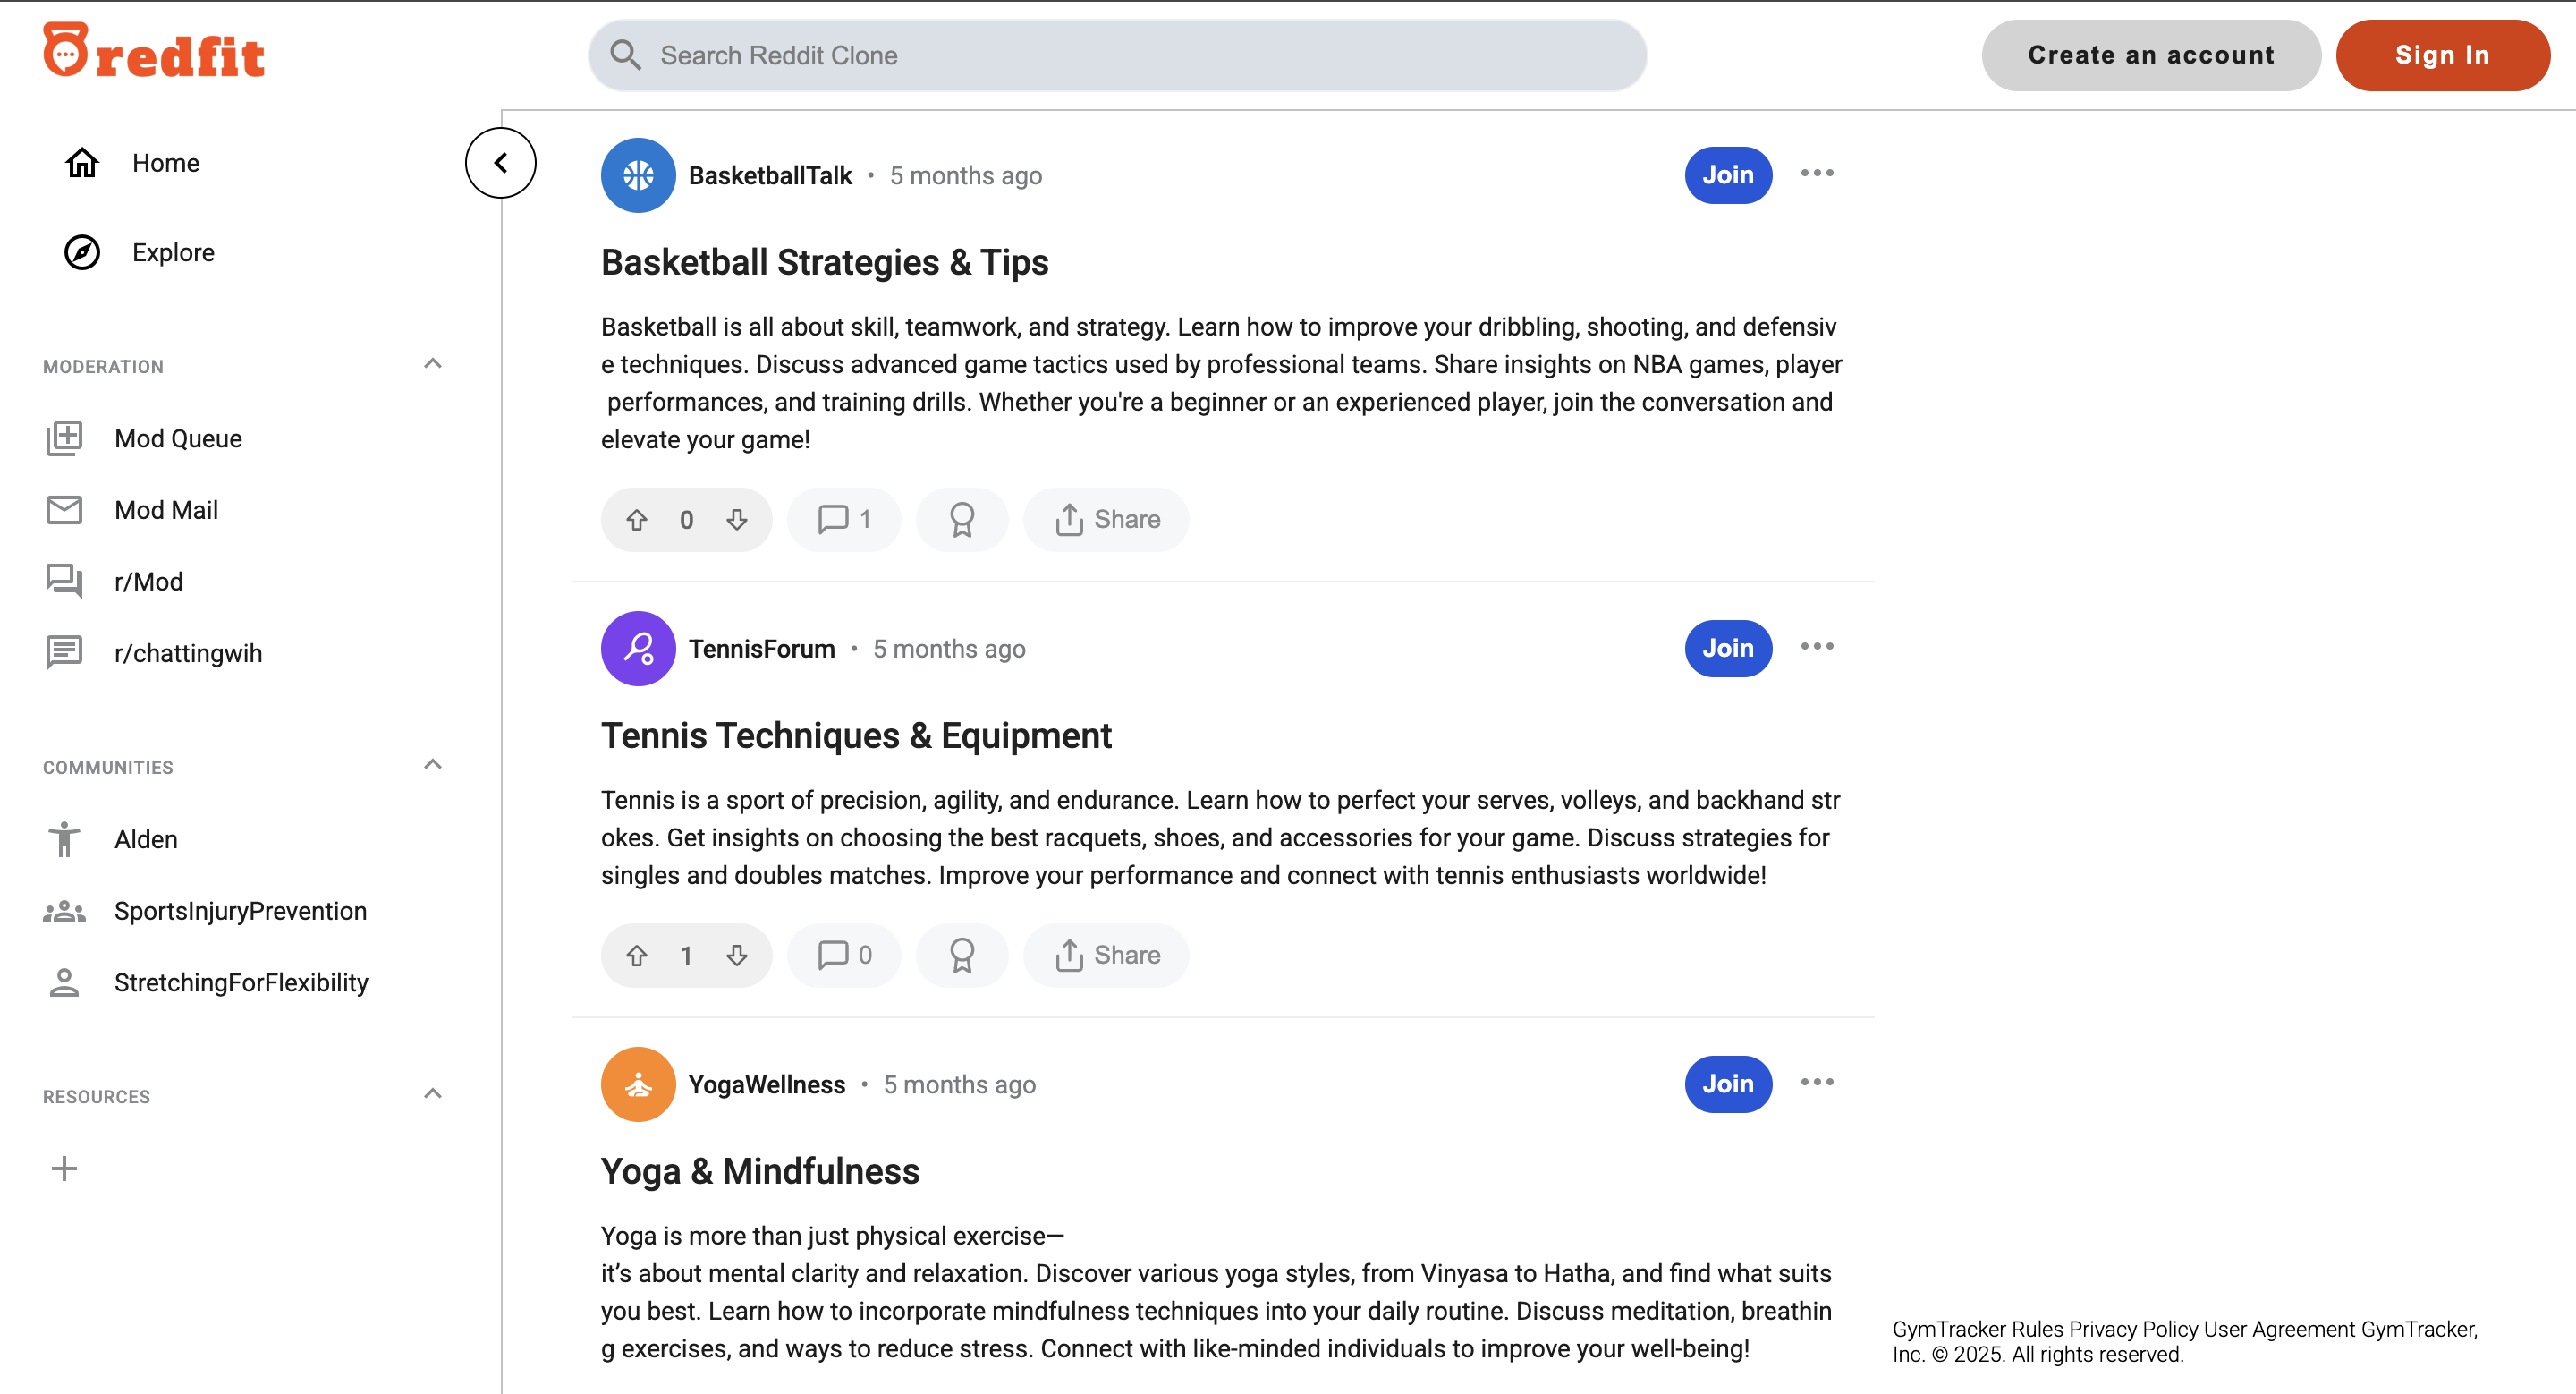 redfit
Search Reddit Clone
Create an account
Sign In
Home
Explore
MODERATION
Mod Queue
Mod Mail
r/Mod
r/chattingwih
COMMUNITIES
Alden
SportsInjuryPrevention
StretchingForFlexibility
RESOURCES
BasketballTalk • 5 months ago
Join
Basketball Strategies & Tips
Basketball is all about skill, teamwork, and strategy. Learn how to improve your dribbling, shooting, and defensiv
e techniques. Discuss advanced game tactics used by professional teams. Share insights on NBA games, player
performances, and training drills. Whether you're a beginner or an experienced player, join the conversation and
elevate your game!
0
1
Share
TennisForum • 5 months ago
Join
Tennis Techniques & Equipment
Tennis is a sport of precision, agility, and endurance. Learn how to perfect your serves, volleys, and backhand str
okes. Get insights on choosing the best racquets, shoes, and accessories for your game. Discuss strategies for
singles and doubles matches. Improve your performance and connect with tennis enthusiasts worldwide!
1
0
Share
YogaWellness • 5 months ago
Join
Yoga & Mindfulness
Yoga is more than just physical exercise—
it’s about mental clarity and relaxation. Discover various yoga styles, from Vinyasa to Hatha, and find what suits
you best. Learn how to incorporate mindfulness techniques into your daily routine. Discuss meditation, breathin
g exercises, and ways to reduce stress. Connect with like-minded individuals to improve your well-being!
GymTracker Rules Privacy Policy User Agreement GymTracker,
Inc. © 2025. All rights reserved.